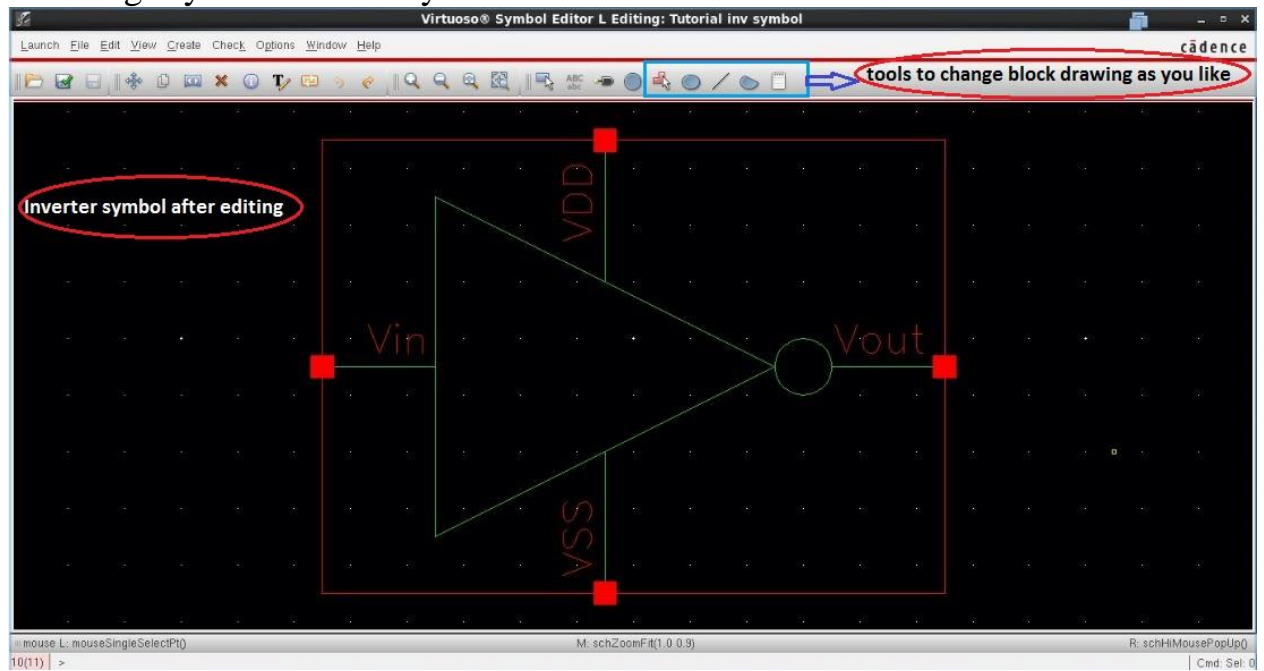 Virtuoso® Symbol Editor L Editing: Tutorial inv symbol
Launch File Edit View Create Check Options Window Help
cādence
tools to change block drawing as you like
Inverter symbol after editing
VDD
Vin
Vout
VSS
mouse L: mouseSingleSelectPt() M: schZoomFit(1.0 0.9) R: schHiMousePopUp()
10(11) > Cmd: Sel: 0